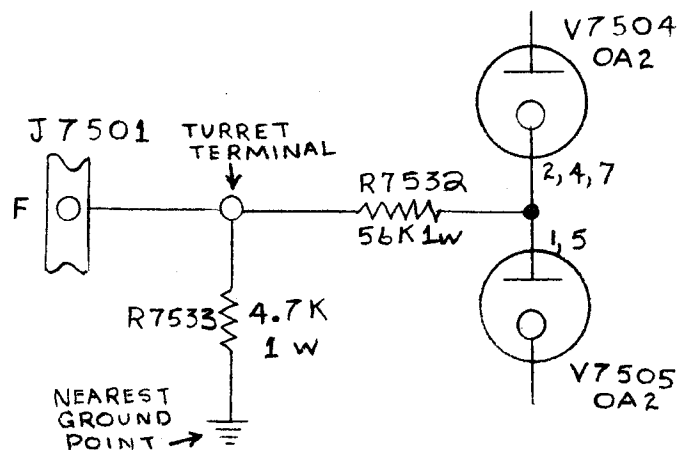 V7504
OA2
J7501
TURRET
TERMINAL
F
R7532
56K 1W
2, 4, 7
1, 5
R7533
4.7K
1 W
V7505
OA2
NEAREST
GROUND
POINT